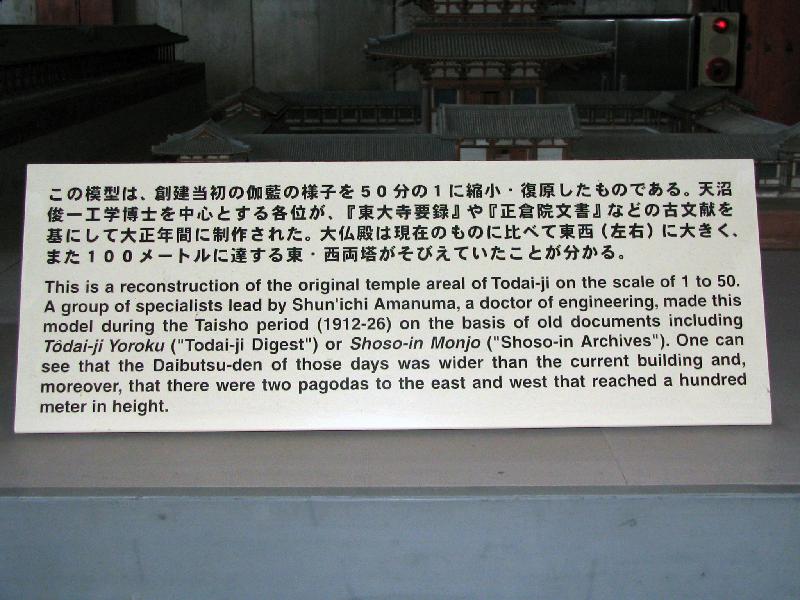 この模型は、創建当初の伽藍の様子を５０分の１に縮小・復原したものである。天沼
俊一工学博士を中心とする各位が、『東大寺要録』や『正倉院文書』などの古文献を
基にして大正年間に制作された。大仏殿は現在のものに比べて東西（左右）に大きく、
また１００メートルに達する東・西両塔がそびえていたことが分かる。
This is a reconstruction of the original temple areal of Todai-ji on the scale of 1 to 50.
A group of specialists lead by Shun'ichi Amanuma, a doctor of engineering, made this
model during the Taisho period (1912-26) on the basis of old documents including
Tôdai-ji Yoroku ("Todai-ji Digest") or Shoso-in Monjo ("Shoso-in Archives"). One can
see that the Daibutsu-den of those days was wider than the current building and,
moreover, that there were two pagodas to the east and west that reached a hundred
meter in height.